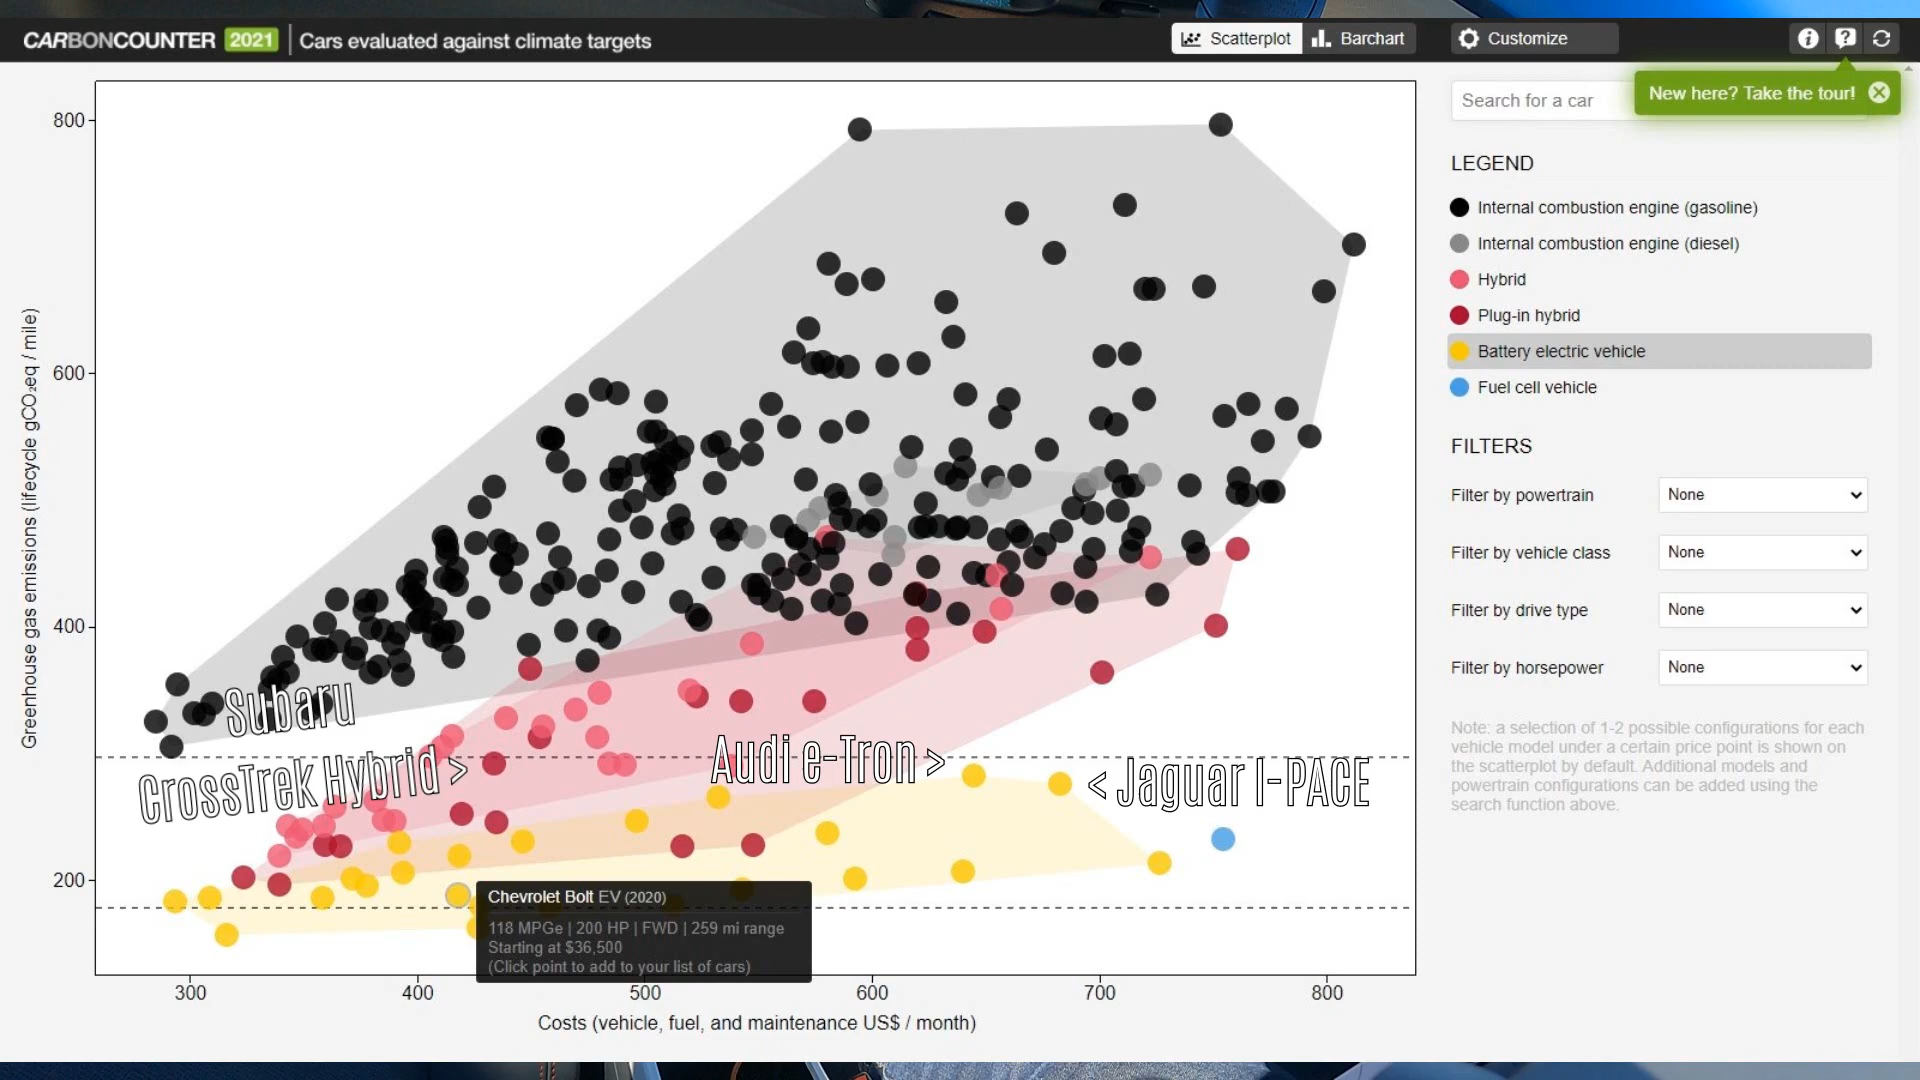 CARBONCOUNTER 2021 Cars evaluated against climate targets
Scatterplot Barchart Customize
Search for a car
New here? Take the tour!
800
600
400
200
Greenhouse gas emissions (lifecycle gCO₂eq / mile)
300 400 500 600 700 800
Costs (vehicle, fuel, and maintenance US$ / month)
Subaru
CrossTrek Hybrid >
Audi e-Tron >
< Jaguar I-PACE
Chevrolet Bolt EV (2020)
118 MPGe | 200 HP | FWD | 259 mi range
Starting at $36,500
(Click point to add to your list of cars)
LEGEND
Internal combustion engine (gasoline)
Internal combustion engine (diesel)
Hybrid
Plug-in hybrid
Battery electric vehicle
Fuel cell vehicle
FILTERS
Filter by powertrain None
Filter by vehicle class None
Filter by drive type None
Filter by horsepower None
Note: a selection of 1-2 possible configurations for each
vehicle model under a certain price point is shown on
the scatterplot by default. Additional models and
powertrain configurations can be added using the
search function above.